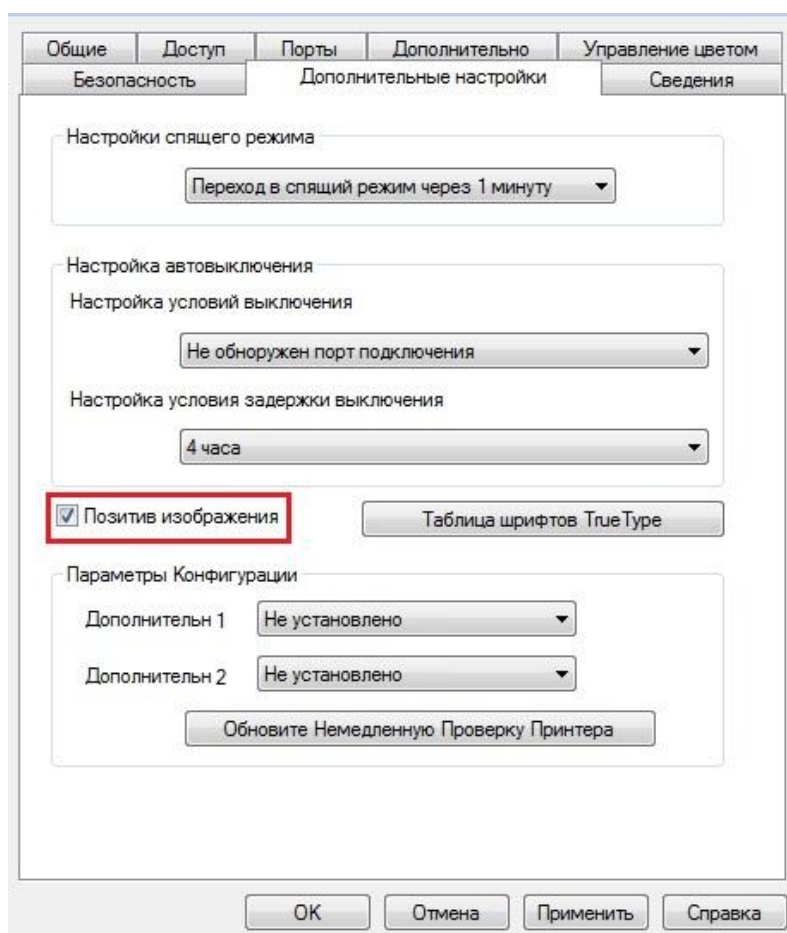 Общие Доступ Порты Дополнительно Управление цветом
Безопасность Дополнительные настройки Сведения
Настройки спящего режима
Переход в спящий режим через 1 минуту
Настройка автовыключения
Настройка условий выключения
Не обноружен порт подключения
Настройка условия задержки выключения
4 часа
Позитив изображения Таблица шрифтов TrueType
Параметры Конфигурации
Дополнительн 1 Не установлено
Дополнительн 2 Не установлено
Обновите Немедленную Проверку Принтера
OK Отмена Применить Справка